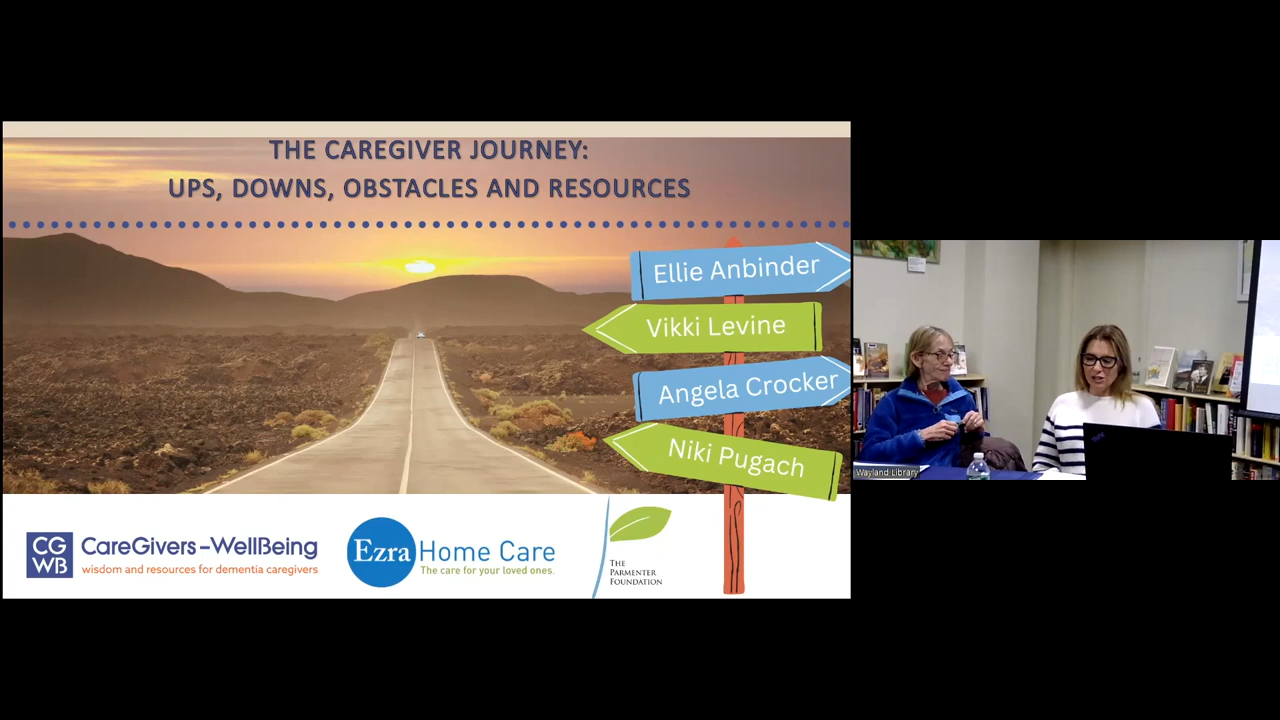 THE CAREGIVER JOURNEY:
UPS, DOWNS, OBSTACLES AND RESOURCES
Ellie Anbinder
Vikki Levine
Angela Crocker
Niki Pugach
CG
WB
CareGivers-WellBeing
wisdom and resources for dementia caregivers
Ezra Home Care
The care for your loved ones.
THE
PARMENTER
FOUNDATION
Wayland Library